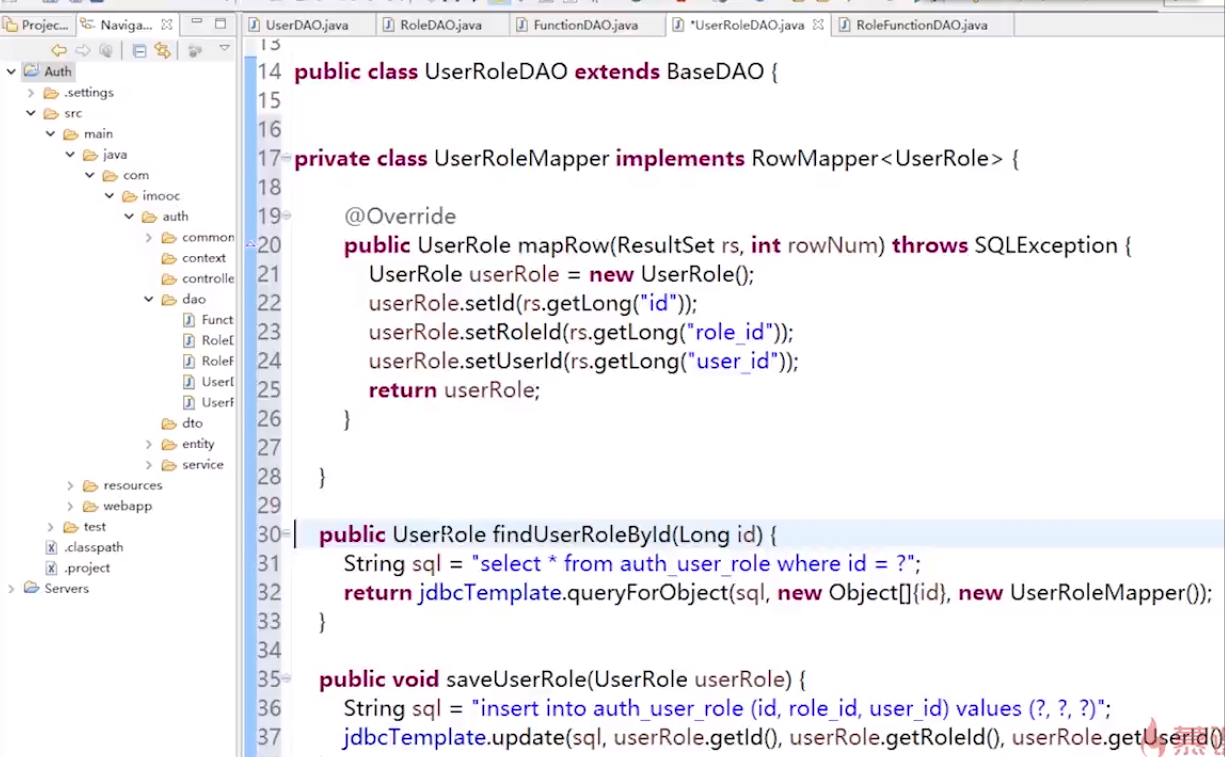 Projec...
Naviga...
UserDAO.java
RoleDAO.java
FunctionDAO.java
*UserRoleDAO.java
RoleFunctionDAO.java
Auth
.settings
src
main
java
com
imooc
auth
common
context
controlle
dao
Funct
RoleD
RoleF
UserD
UserF
dto
entity
service
resources
webapp
test
.classpath
.project
Servers
13
14 public class UserRoleDAO extends BaseDAO {
15
16
17 private class UserRoleMapper implements RowMapper<UserRole> {
18
19 @Override
20 public UserRole mapRow(ResultSet rs, int rowNum) throws SQLException {
21 UserRole userRole = new UserRole();
22 userRole.setId(rs.getLong("id"));
23 userRole.setRoleId(rs.getLong("role_id"));
24 userRole.setUserId(rs.getLong("user_id"));
25 return userRole;
26 }
27
28 }
29
30 public UserRole findUserRoleById(Long id) {
31 String sql = "select * from auth_user_role where id = ?";
32 return jdbcTemplate.queryForObject(sql, new Object[]{id}, new UserRoleMapper());
33 }
34
35 public void saveUserRole(UserRole userRole) {
36 String sql = "insert into auth_user_role (id, role_id, user_id) values (?, ?, ?)";
37 jdbcTemplate.update(sql, userRole.getId(), userRole.getRoleId(), userRole.getUserId()